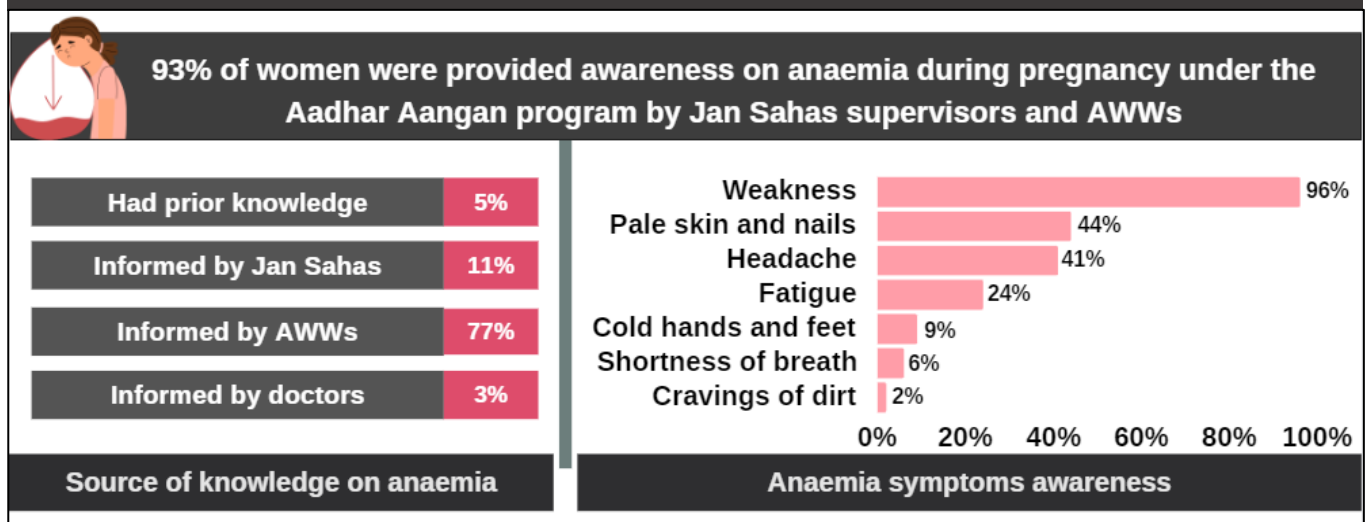 93% of women were provided awareness on anaemia during pregnancy under the
Aadhar Aangan program by Jan Sahas supervisors and AWWs
Had prior knowledge 5%
Informed by Jan Sahas 11%
Informed by AWWs 77%
Informed by doctors 3%
Source of knowledge on anaemia
Weakness 96%
Pale skin and nails 44%
Headache 41%
Fatigue 24%
Cold hands and feet 9%
Shortness of breath 6%
Cravings of dirt 2%
0% 20% 40% 60% 80% 100%
Anaemia symptoms awareness